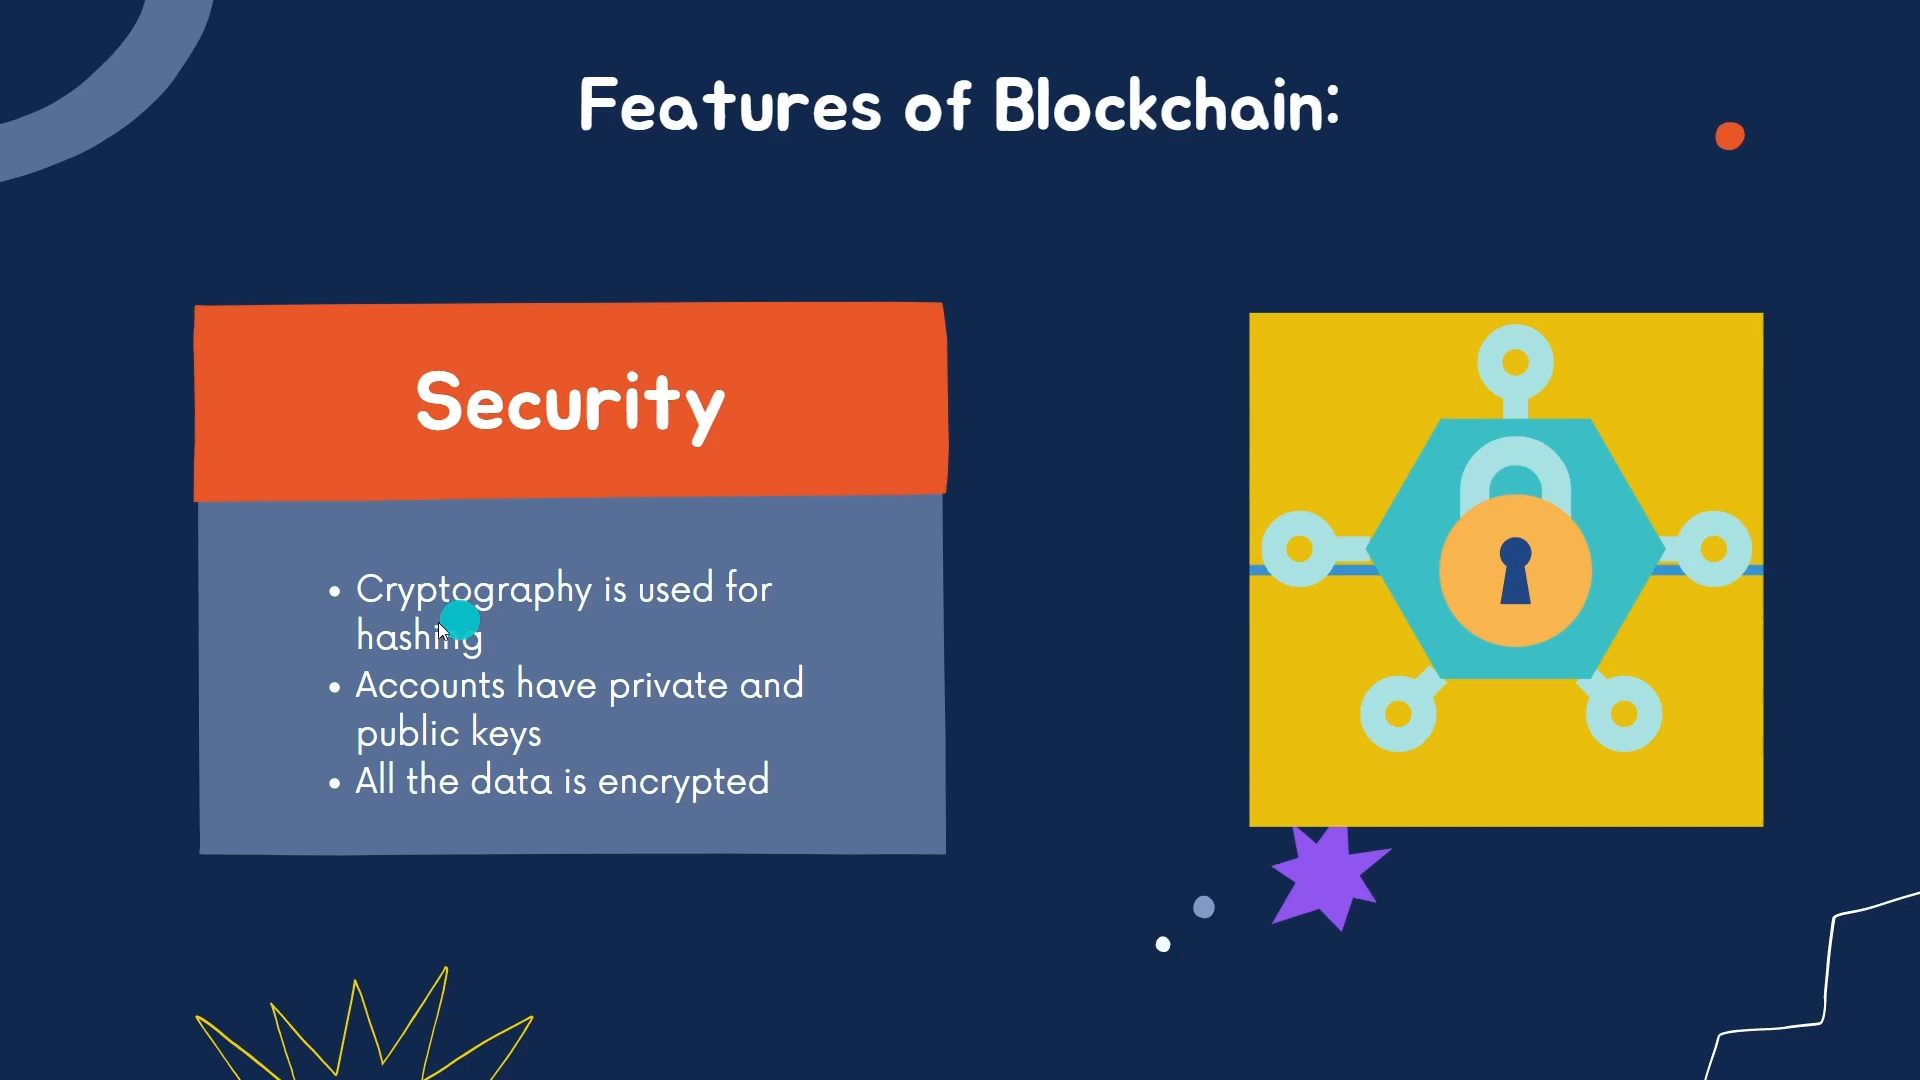 Features of Blockchain:
Security
• Cryptography is used for
hashing
• Accounts have private and
public keys
• All the data is encrypted